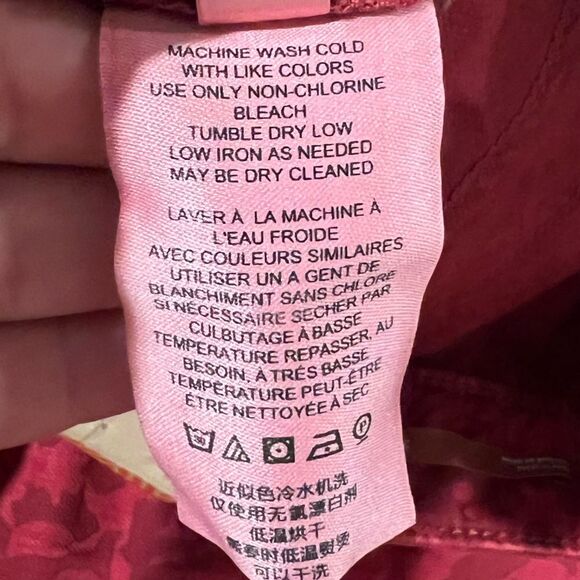 MACHINE WASH COLD
WITH LIKE COLORS
USE ONLY NON-CHLORINE
BLEACH
TUMBLE DRY LOW
LOW IRON AS NEEDED
MAY BE DRY CLEANED
LAVER À LA MACHINE À
L'EAU FROIDE
AVEC COULEURS SIMILAIRES
UTILISER UN A GENT DE
BLANCHIMENT SANS CHLORE
SI NÉCESSAIRE SECHER PAR
CULBUTAGE À BASSE
TEMPÉRATURE REPASSER, AU
BESOIN, À TRÉS BASSE
TEMPÉRATURE PEUT-ÊTRE
ÊTRE NETTOYÉE À SEC
P
近似色冷水机洗
仅使用无氯漂白剂
低温烘干
需要时低温熨烫
可以干洗